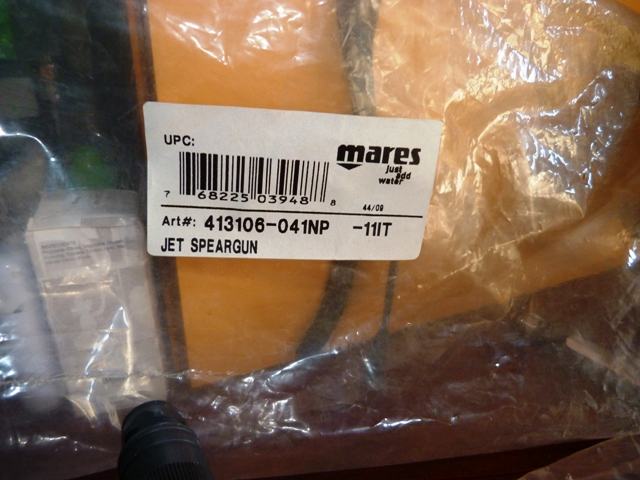 UPC:
mares
just
add
water
7 68225 03948 8
44/09
Art#: 413106-041NP -11IT
JET SPEARGUN